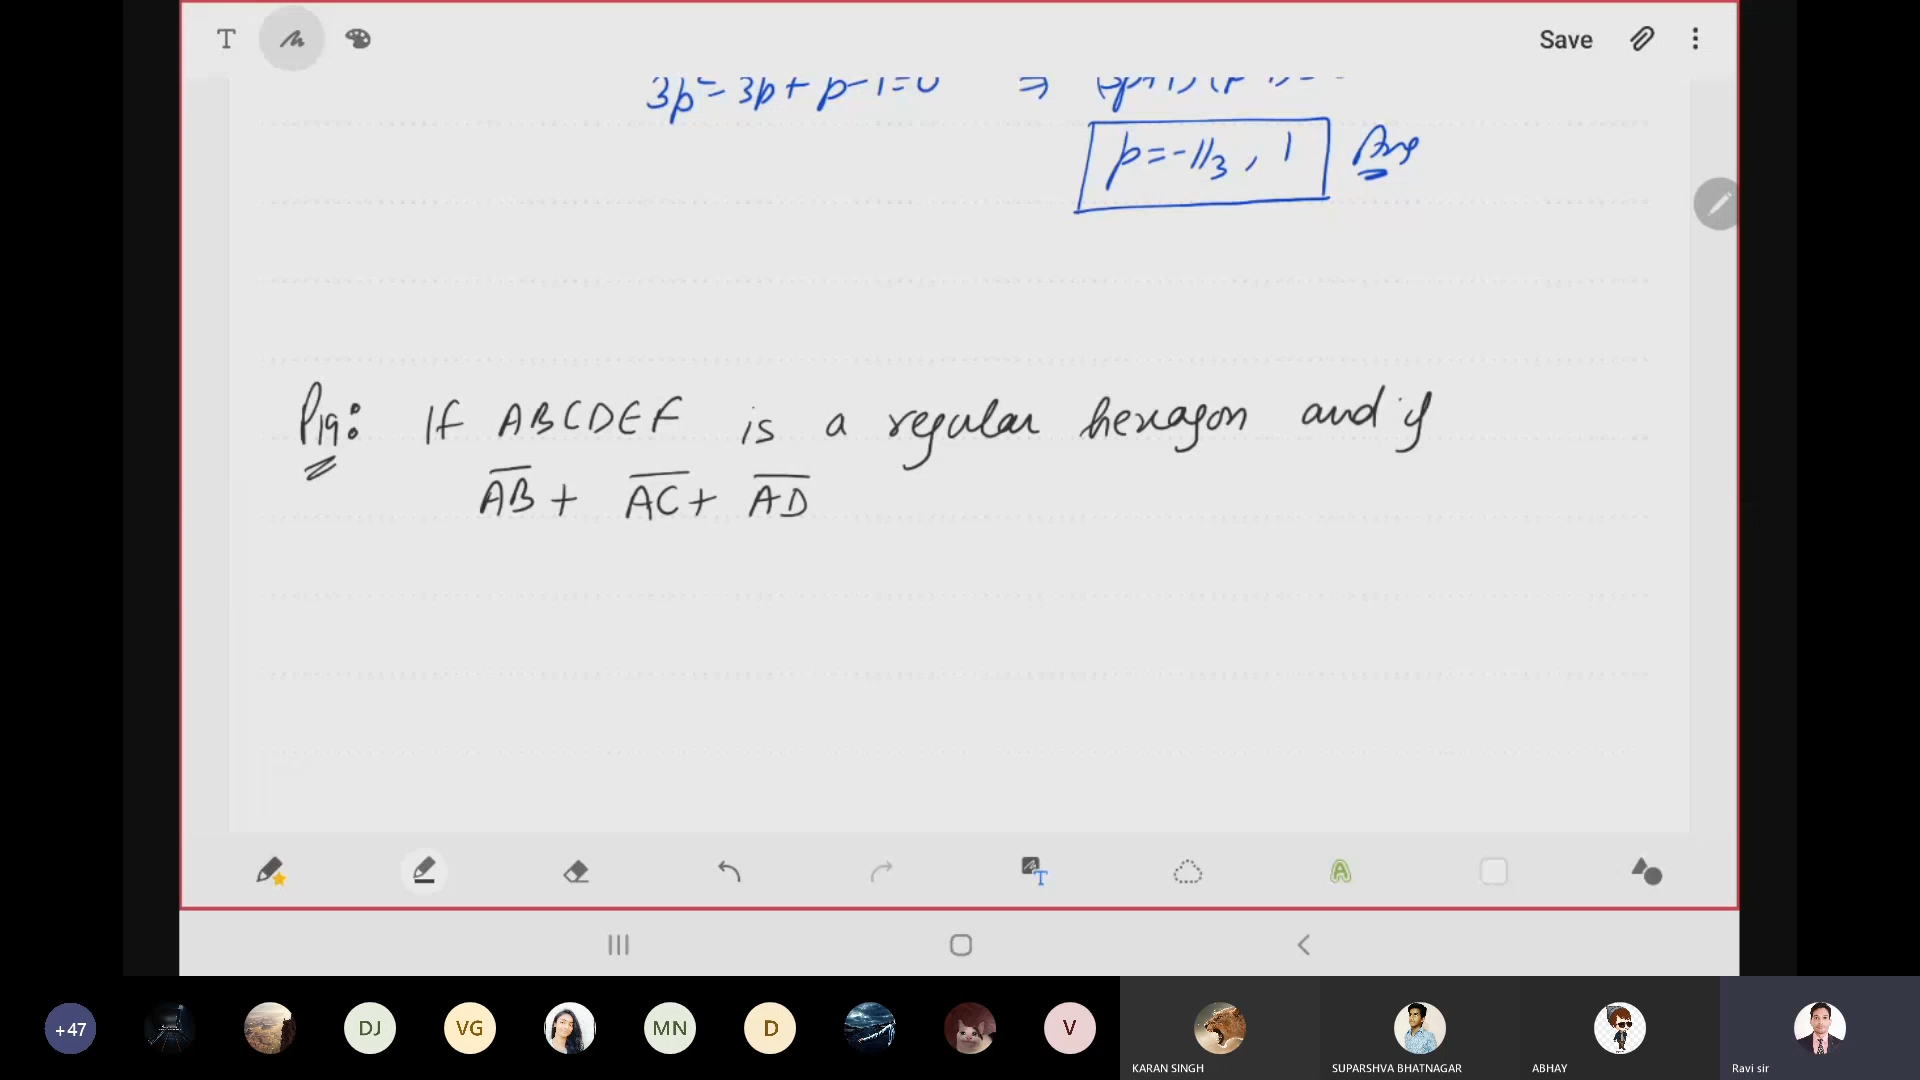 T
Save
3p²-3p+p-1=0 ⇒
p=-1/3, 1 Ans
P19: If ABCDEF is a regular hexagon and if
AB + AC + AD
T
A
+47
DJ
VG
MN
D
V
KARAN SINGH
SUPARSHVA BHATNAGAR
ABHAY
Ravi sir